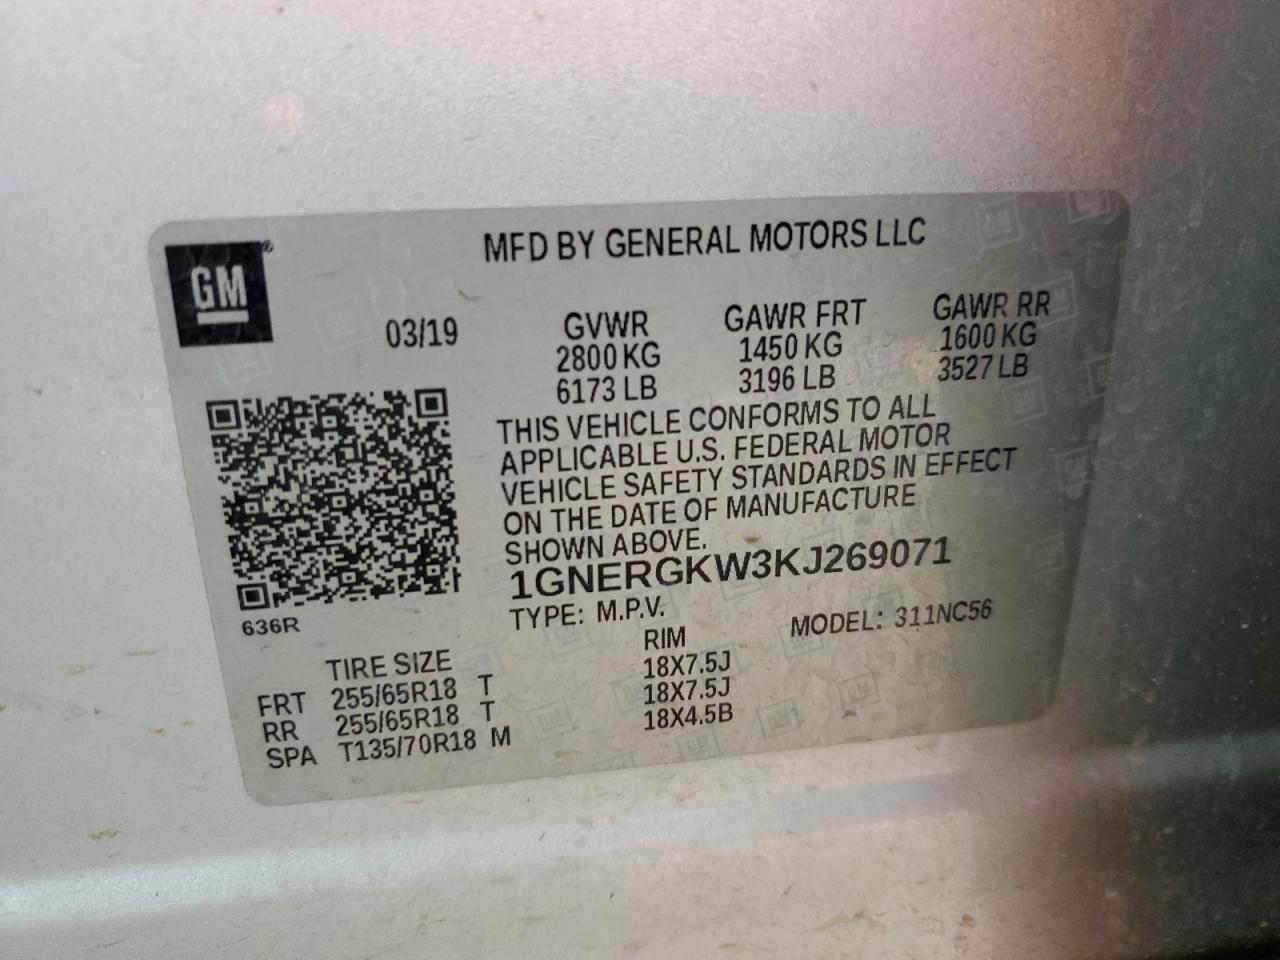 GM
MFD BY GENERAL MOTORS LLC
03/19
GVWR GAWR FRT GAWR RR
2800 KG 1450 KG 1600 KG
6173 LB 3196 LB 3527 LB
THIS VEHICLE CONFORMS TO ALL
APPLICABLE U.S. FEDERAL MOTOR
VEHICLE SAFETY STANDARDS IN EFFECT
ON THE DATE OF MANUFACTURE
SHOWN ABOVE.
1GNERGKW3KJ269071
TYPE: M.P.V. MODEL: 311NC56
636R
TIRE SIZE RIM
FRT 255/65R18 T 18X7.5J
RR 255/65R18 T 18X7.5J
SPA T135/70R18 M 18X4.5B